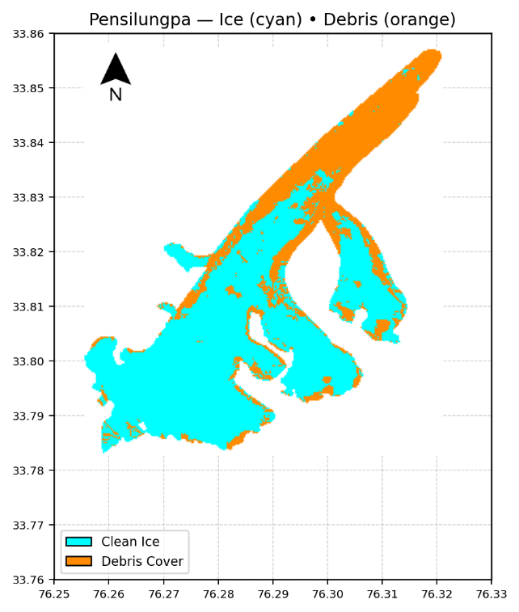 Pensilungpa — Ice (cyan) • Debris (orange)
33.86
33.85
33.84
33.83
33.82
33.81
33.80
33.79
33.78
33.77
33.76
N
Clean Ice
Debris Cover
76.25 76.26 76.27 76.28 76.29 76.30 76.31 76.32 76.33